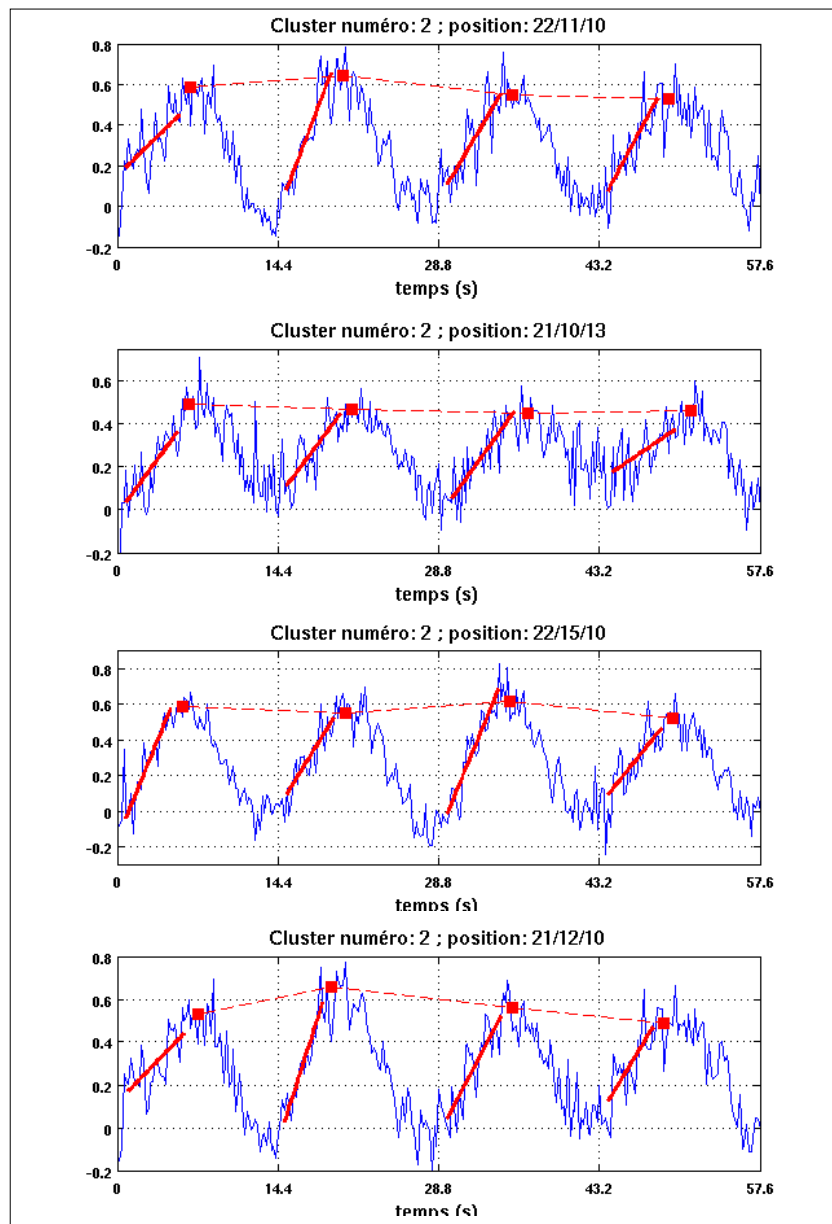 Cluster numéro: 2 ; position: 22/11/10
0.8
0.6
0.4
0.2
0
-0.2
0 14.4 28.8 43.2 57.6
temps (s)
Cluster numéro: 2 ; position: 21/10/13
0.6
0.4
0.2
0
-0.2
0 14.4 28.8 43.2 57.6
temps (s)
Cluster numéro: 2 ; position: 22/15/10
0.8
0.6
0.4
0.2
0
-0.2
0 14.4 28.8 43.2 57.6
temps (s)
Cluster numéro: 2 ; position: 21/12/10
0.8
0.6
0.4
0.2
0
-0.2
0 14.4 28.8 43.2 57.6
temps (s)